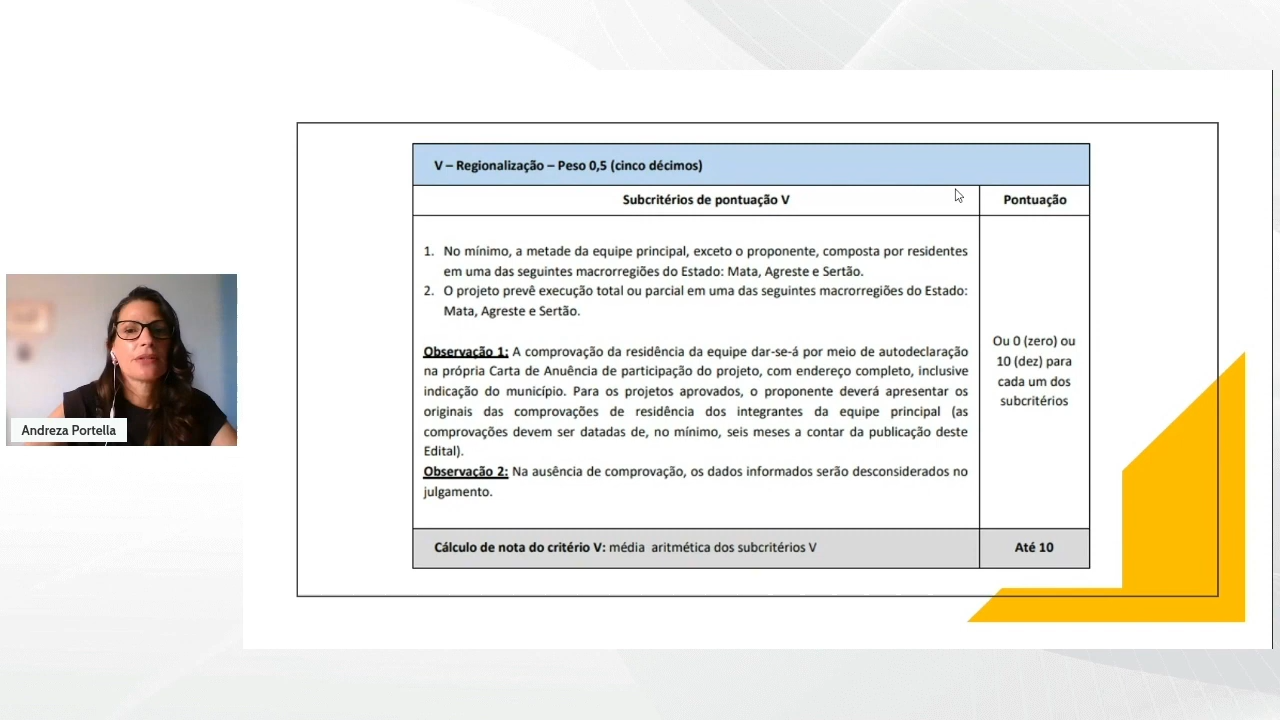 V – Regionalização – Peso 0,5 (cinco décimos)
Subcritérios de pontuação V
Pontuação
1. No mínimo, a metade da equipe principal, exceto o proponente, composta por residentes
em uma das seguintes macrorregiões do Estado: Mata, Agreste e Sertão.
2. O projeto prevê execução total ou parcial em uma das seguintes macrorregiões do Estado:
Mata, Agreste e Sertão.
Observação 1: A comprovação da residência da equipe dar-se-á por meio de autodeclaração
na própria Carta de Anuência de participação do projeto, com endereço completo, inclusive
indicação do município. Para os projetos aprovados, o proponente deverá apresentar os
originais das comprovações de residência dos integrantes da equipe principal (as
comprovações devem ser datadas de, no mínimo, seis meses a contar da publicação deste
Edital).
Observação 2: Na ausência de comprovação, os dados informados serão desconsiderados no
julgamento.
Ou 0 (zero) ou
10 (dez) para
cada um dos
subcritérios
Cálculo de nota do critério V: média aritmética dos subcritérios V
Até 10
Andreza Portella